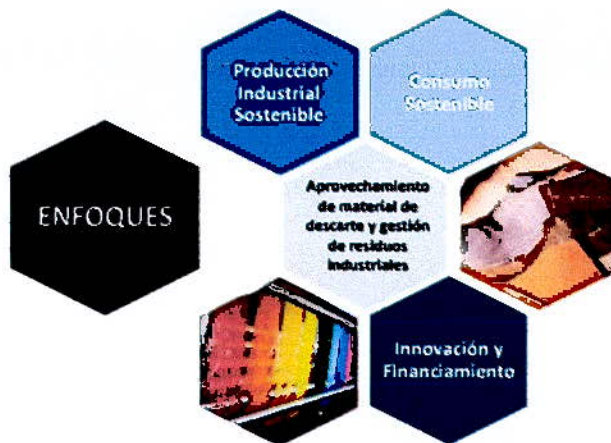 Producción
Industrial
Sostenible
Consumo
Sostenible
ENFOQUES
Aprovechamiento
de material de
descarte y gestión
de residuos
industriales
Innovación y
Financiamiento